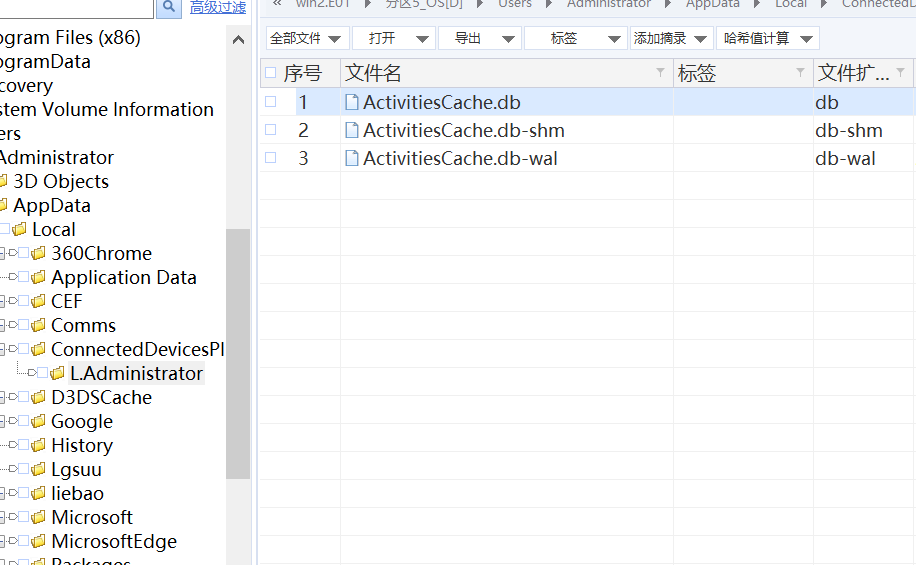 高级过滤
« win2.E01 分区5_OS[D] Users Administrator AppData Local ConnectedD
全部文件 打开 导出 标签 添加摘录 哈希值计算
序号 文件名 标签 文件扩...
1 ActivitiesCache.db db
2 ActivitiesCache.db-shm db-shm
3 ActivitiesCache.db-wal db-wal
ogram Files (x86)
ogramData
covery
stem Volume Information
ers
Administrator
3D Objects
AppData
Local
360Chrome
Application Data
CEF
Comms
ConnectedDevicesPl
L.Administrator
D3DSCache
Google
History
Lgsuu
liebao
Microsoft
MicrosoftEdge
Packages